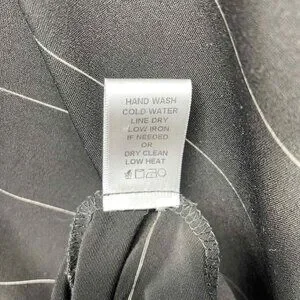 HAND WASH
COLD WATER
LINE DRY
LOW IRON
IF NEEDED
OR
DRY CLEAN
LOW HEAT